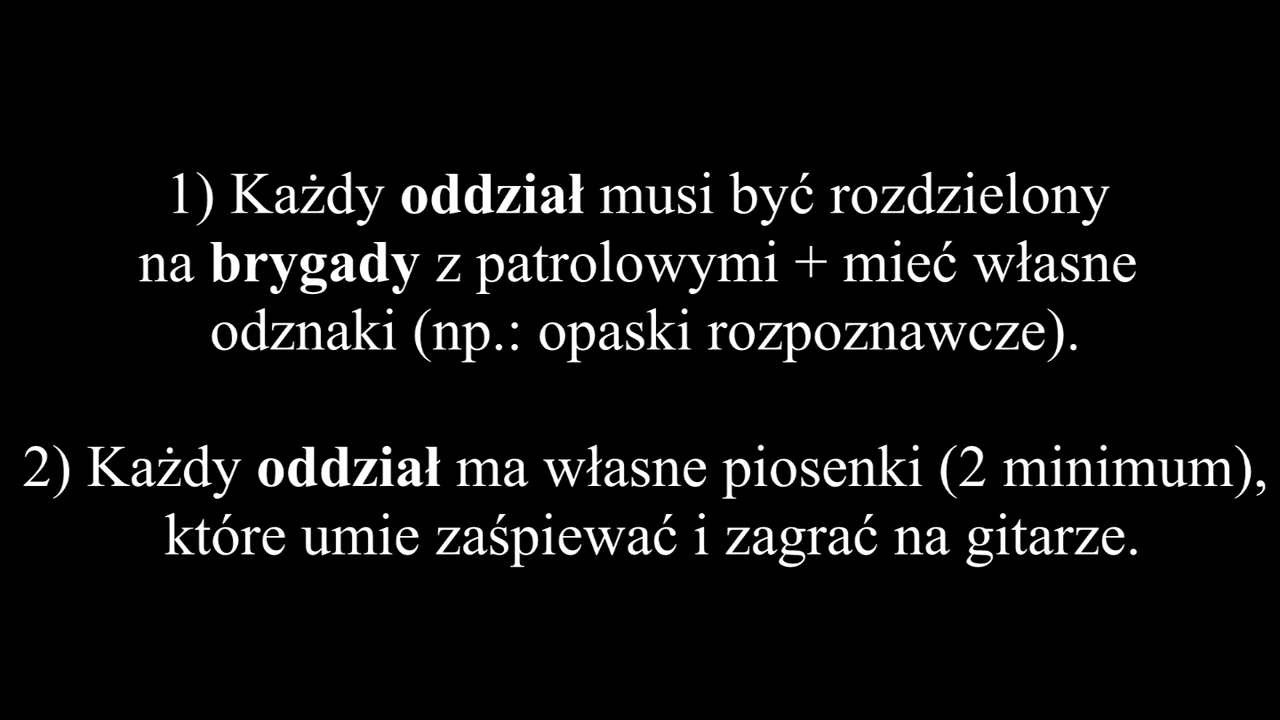 1) Każdy oddział musi być rozdzielony
na brygady z patrolowymi + mieć własne
odznaki (np.: opaski rozpoznawcze).
2) Każdy oddział ma własne piosenki (2 minimum),
które umie zaśpiewać i zagrać na gitarze.